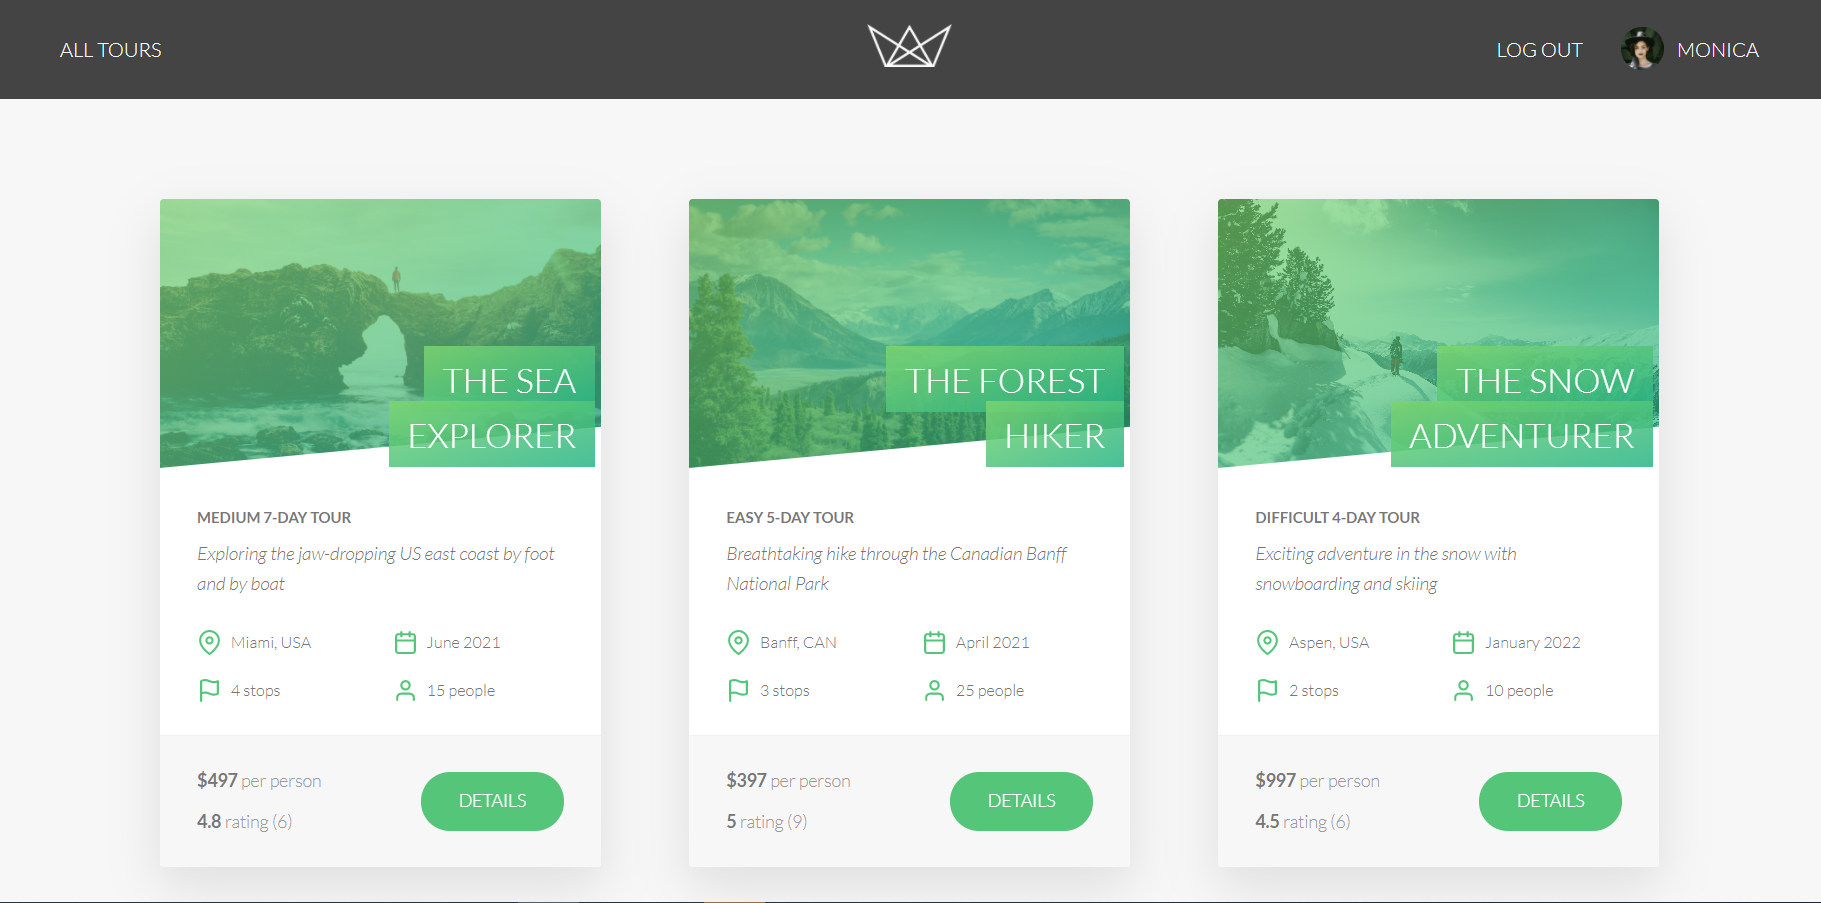 ALL TOURS
LOG OUT
MONICA
THE SEA
EXPLORER
MEDIUM 7-DAY TOUR
Exploring the jaw-dropping US east coast by foot
and by boat
Miami, USA
June 2021
4 stops
15 people
$497 per person
4.8 rating (6)
DETAILS
THE FOREST
HIKER
EASY 5-DAY TOUR
Breathtaking hike through the Canadian Banff
National Park
Banff, CAN
April 2021
3 stops
25 people
$397 per person
5 rating (9)
DETAILS
THE SNOW
ADVENTURER
DIFFICULT 4-DAY TOUR
Exciting adventure in the snow with
snowboarding and skiing
Aspen, USA
January 2022
2 stops
10 people
$997 per person
4.5 rating (6)
DETAILS